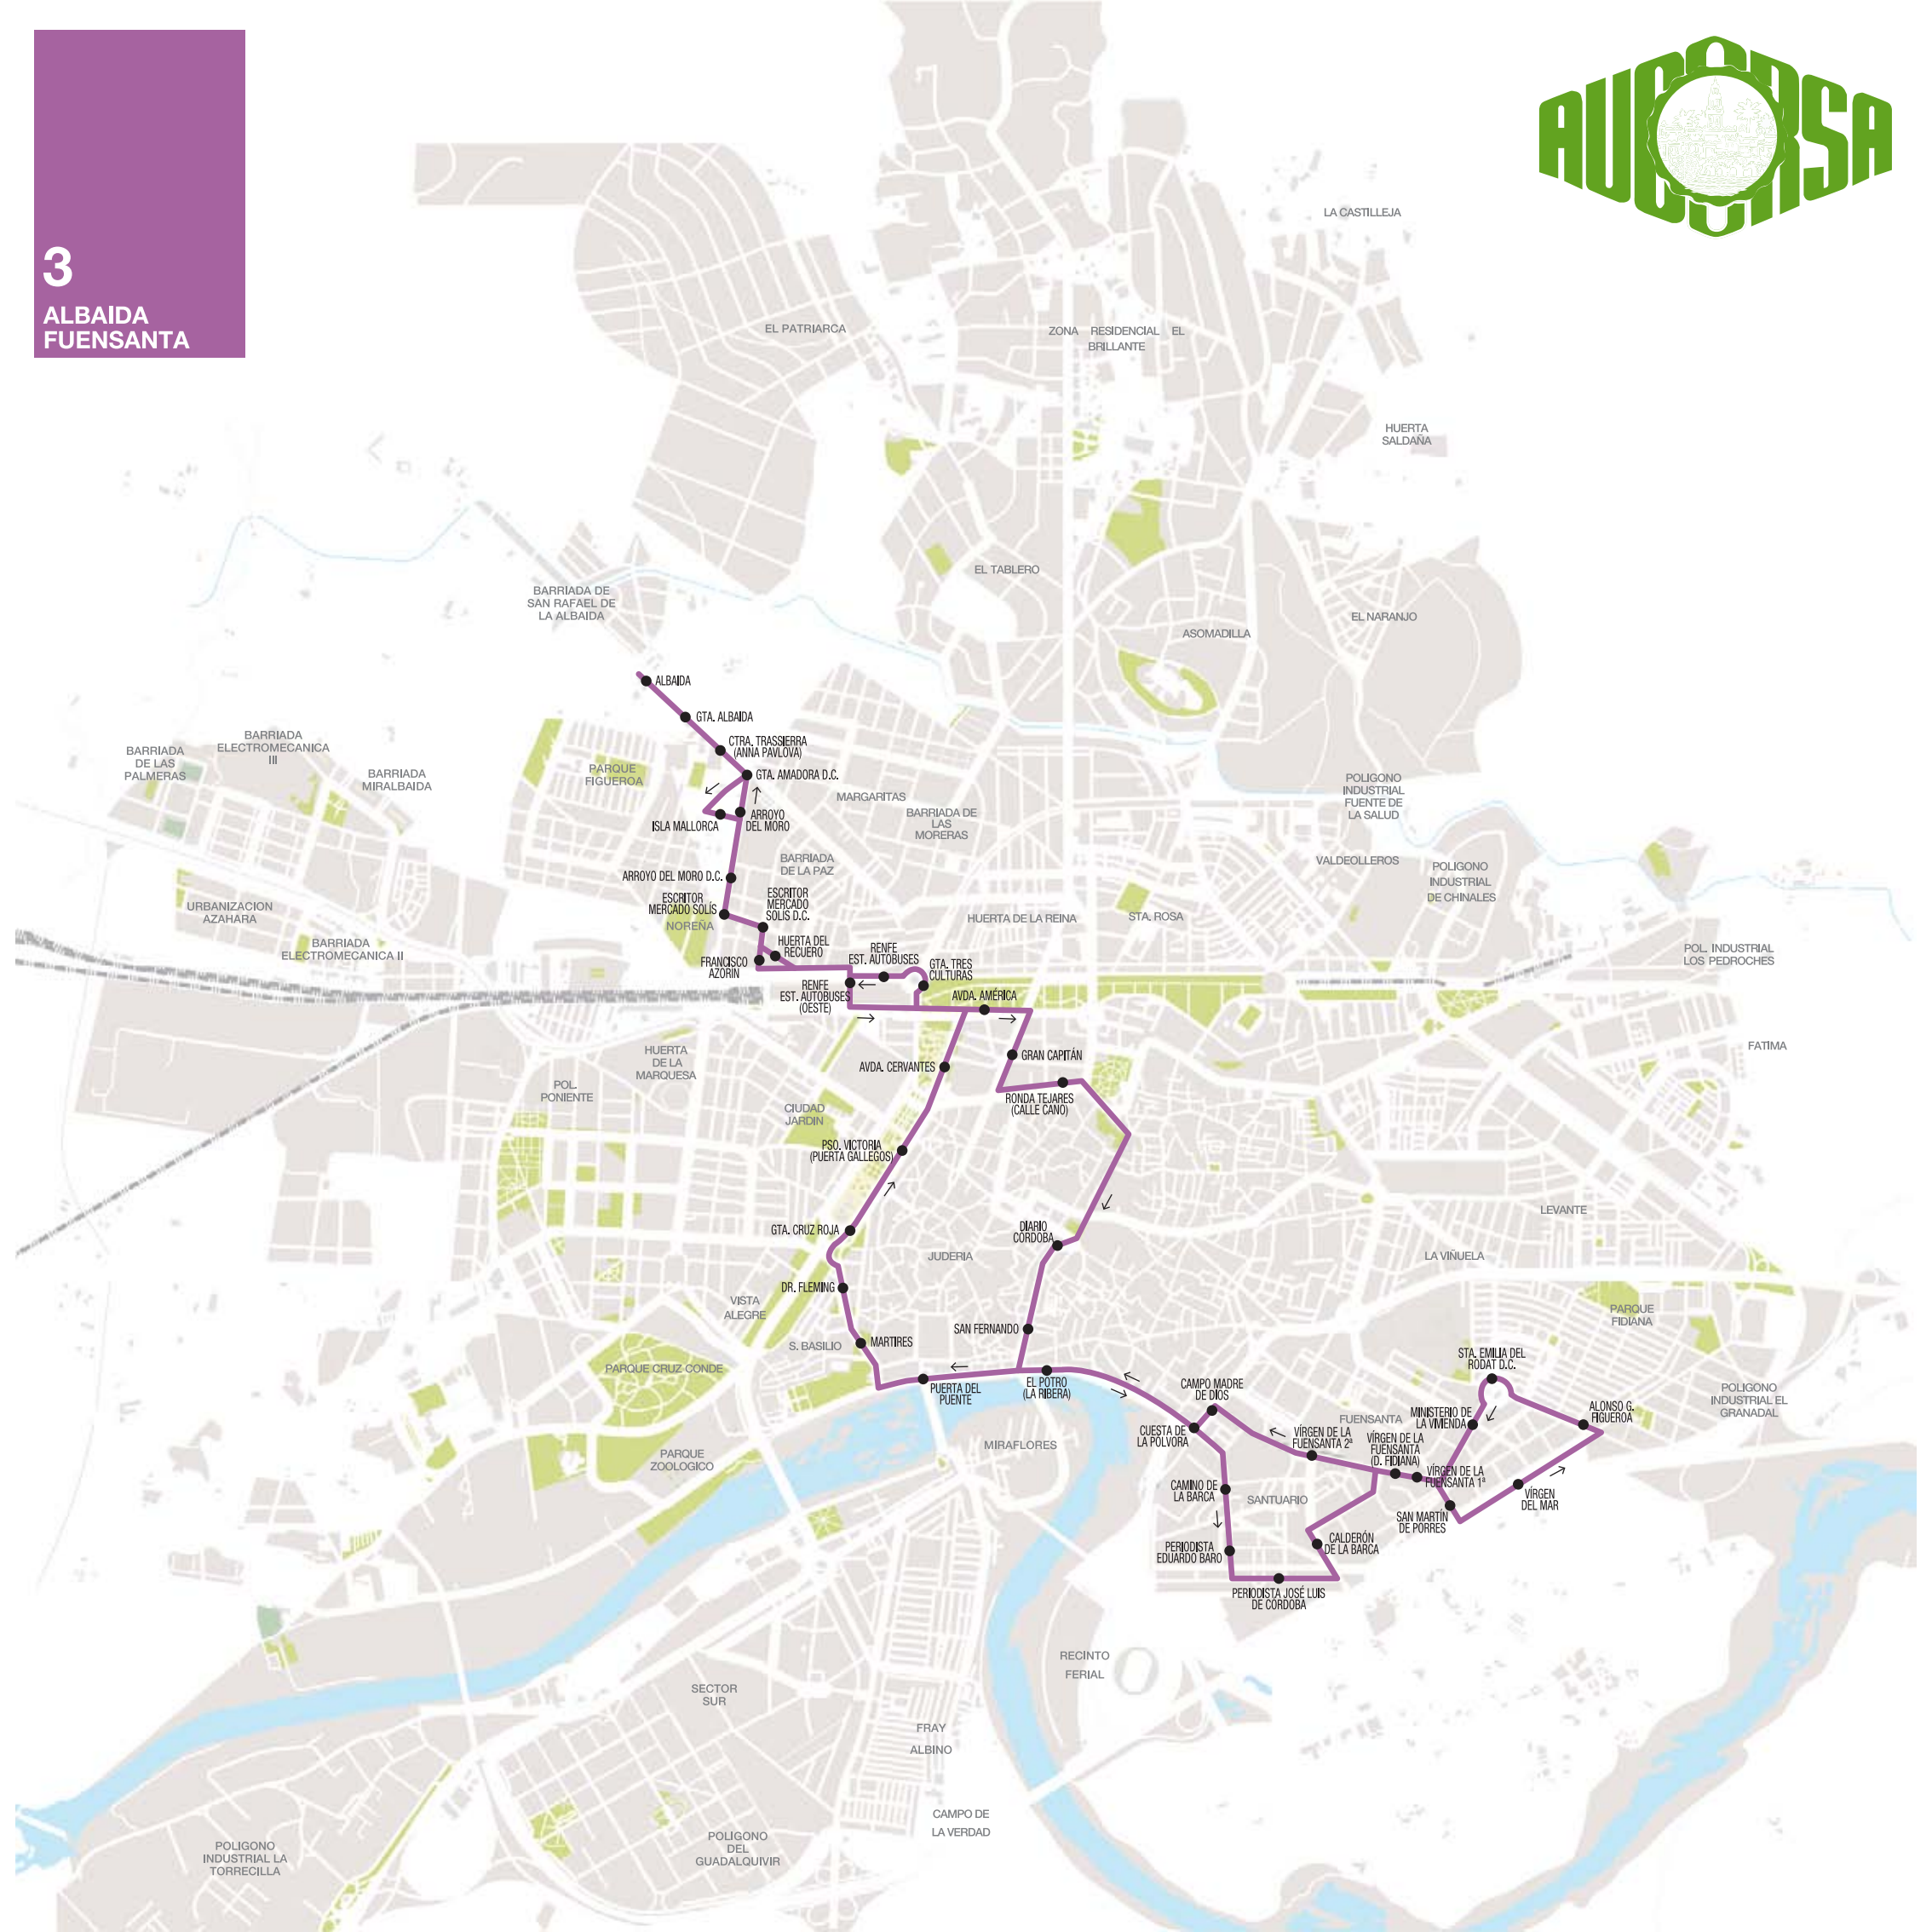 3
ALBAIDA
FUENSANTA
AUCORSA
LA CASTILLEJA
EL PATRIARCA
ZONA RESIDENCIAL EL
BRILLANTE
HUERTA
SALDAÑA
EL TABLERO
BARRIADA DE
SAN RAFAEL DE
LA ALBAIDA
EL NARANJO
ASOMADILLA
ALBAIDA
GTA. ALBAIDA
CTRA. TRASSIERRA
(ANNA PAVLOVA)
GTA. AMADORA D.C.
BARRIADA
ELECTROMECANICA
III
BARRIADA
DE LAS
PALMERAS
BARRIADA
MIRALBAIDA
PARQUE
FIGUEROA
MARGARITAS
BARRIADA DE
LAS
MORERAS
POLIGONO
INDUSTRIAL
FUENTE DE
LA SALUD
ISLA MALLORCA
ARROYO
DEL MORO
BARRIADA
DE LA PAZ
VALDEOLLEROS
POLIGONO
INDUSTRIAL
DE CHINALES
ARROYO DEL MORO D.C.
ESCRITOR
MERCADO SOLÍS
ESCRITOR
MERCADO
SOLÍS D.C.
NOREÑA
URBANIZACION
AZAHARA
HUERTA DE LA REINA
STA. ROSA
BARRIADA
ELECTROMECANICA II
HUERTA DEL
RECUERO
FRANCISCO
AZORÍN
RENFE
EST. AUTOBUSES
GTA. TRES
CULTURAS
POL. INDUSTRIAL
LOS PEDROCHES
RENFE
EST. AUTOBUSES
(OESTE)
AVDA. AMÉRICA
HUERTA
DE LA
MARQUESA
GRAN CAPITÁN
FATIMA
AVDA. CERVANTES
POL.
PONIENTE
RONDA TEJARES
(CALLE CANO)
CIUDAD
JARDIN
PSO. VICTORIA
(PUERTA GALLEGOS)
LEVANTE
GTA. CRUZ ROJA
DIARIO
CÓRDOBA
JUDERIA
LA VIÑUELA
DR. FLEMING
VISTA
ALEGRE
PARQUE
FIDIANA
SAN FERNANDO
S. BASILIO
MARTIRES
STA. EMILIA DEL
RODAT D.C.
PARQUE CRUZ CONDE
PUERTA DEL
PUENTE
EL POTRO
(LA RIBERA)
CAMPO MADRE
DE DIOS
POLIGONO
INDUSTRIAL EL
GRANADAL
FUENSANTA
MINISTERIO DE
LA VIVIENDA
ALONSO G.
FIGUEROA
CUESTA DE
LA PÓLVORA
VÍRGEN DE LA
FUENSANTA 2ª
VÍRGEN DE LA
FUENSANTA
(D. FIDIANA)
MIRAFLORES
PARQUE
ZOOLOGICO
VÍRGEN DE LA
FUENSANTA 1ª
CAMINO DE
LA BARCA
SANTUARIO
VÍRGEN
DEL MAR
SAN MARTÍN
DE PORRES
PERIODISTA
EDUARDO BARO
CALDERÓN
DE LA BARCA
PERIODISTA JOSÉ LUIS
DE CÓRDOBA
RECINTO
FERIAL
SECTOR
SUR
FRAY
ALBINO
CAMPO DE
LA VERDAD
POLIGONO
DEL
GUADALQUIVIR
POLIGONO
INDUSTRIAL LA
TORRECILLA